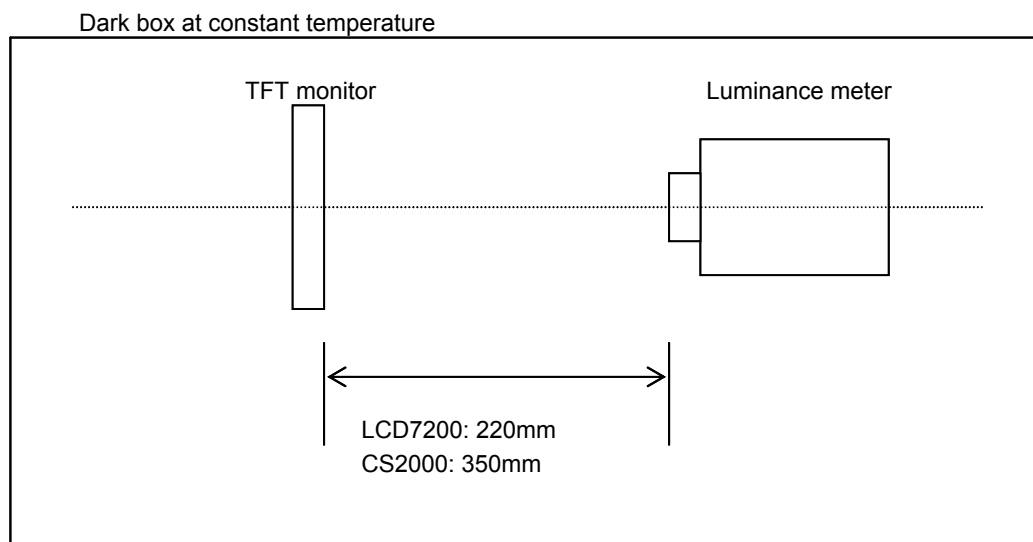 Dark box at constant temperature
TFT monitor
Luminance meter
LCD7200: 220mm
CS2000: 350mm